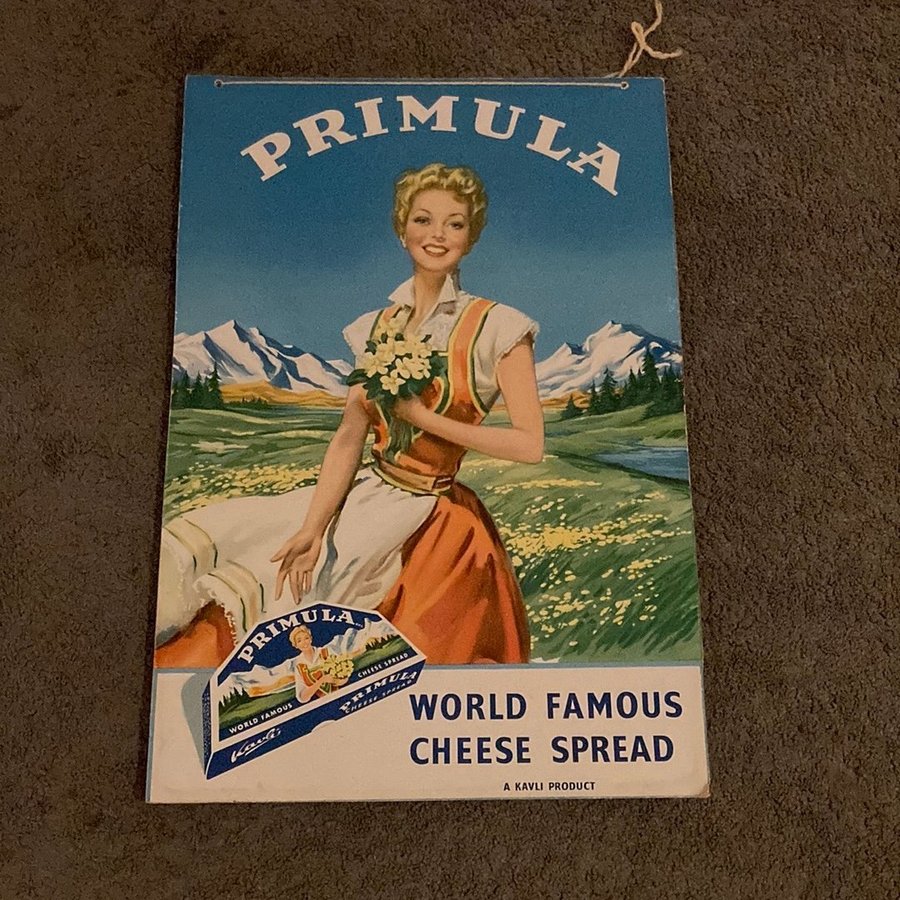 PRIMULA
PRIMULA
WORLD FAMOUS
CHEESE SPREAD
PRIMULA
CHEESE SPREAD
Kavli
WORLD FAMOUS
CHEESE SPREAD
A KAVLI PRODUCT